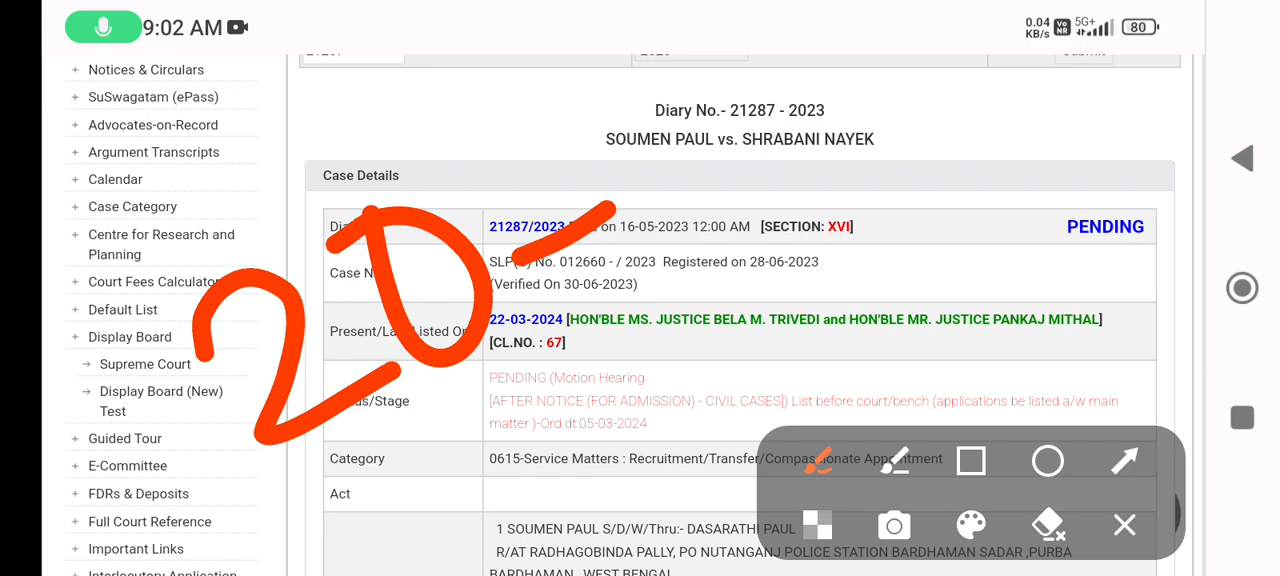 9:02 AM
0.04 KB/s Vo NR 5G+ 80
+ Notices & Circulars
+ SuSwagatam (ePass)
+ Advocates-on-Record
+ Argument Transcripts
+ Calendar
+ Case Category
+ Centre for Research and
Planning
+ Court Fees Calculator
+ Default List
+ Display Board
→ Supreme Court
→ Display Board (New)
Test
+ Guided Tour
+ E-Committee
+ FDRs & Deposits
+ Full Court Reference
+ Important Links
+ Interlocutory Application
Diary No.- 21287 - 2023
SOUMEN PAUL vs. SHRABANI NAYEK
Case Details
21287/2023 on 16-05-2023 12:00 AM [SECTION: XVI] PENDING
Case N SLP( ) No. 012660 - / 2023 Registered on 28-06-2023
(Verified On 30-06-2023)
Present/La Listed On 22-03-2024 [HON'BLE MS. JUSTICE BELA M. TRIVEDI and HON'BLE MR. JUSTICE PANKAJ MITHAL]
[CL.NO. : 67]
PENDING (Motion Hearing
us/Stage [AFTER NOTICE (FOR ADMISSION) - CIVIL CASES]) List before court/bench (applications be listed a/w main
matter )-Ord dt:05-03-2024
Category 0615-Service Matters : Recruitment/Transfer/Compassionate Appointment
Act
1 SOUMEN PAUL S/D/W/Thru:- DASARATHI PAUL
R/AT RADHAGOBINDA PALLY, PO NUTANGANJ POLICE STATION BARDHAMAN SADAR ,PURBA
BARDHAMAN , WEST BENGAL
20